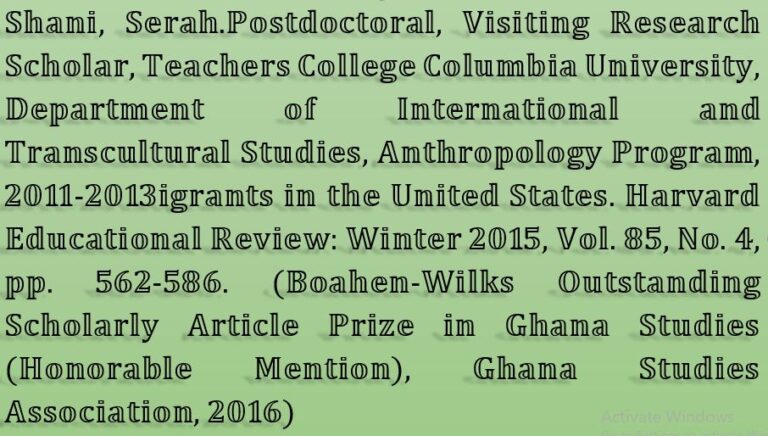 Shani, Serah.Postdoctoral, Visiting Research
Scholar, Teachers College Columbia University,
Department of International and
Transcultural Studies, Anthropology Program,
2011-2013igrants in the United States. Harvard
Educational Review: Winter 2015, Vol. 85, No. 4,
pp. 562-586. (Boahen-Wilks Outstanding
Scholarly Article Prize in Ghana Studies
(Honorable Mention), Ghana Studies
Association, 2016)
Activate Windows